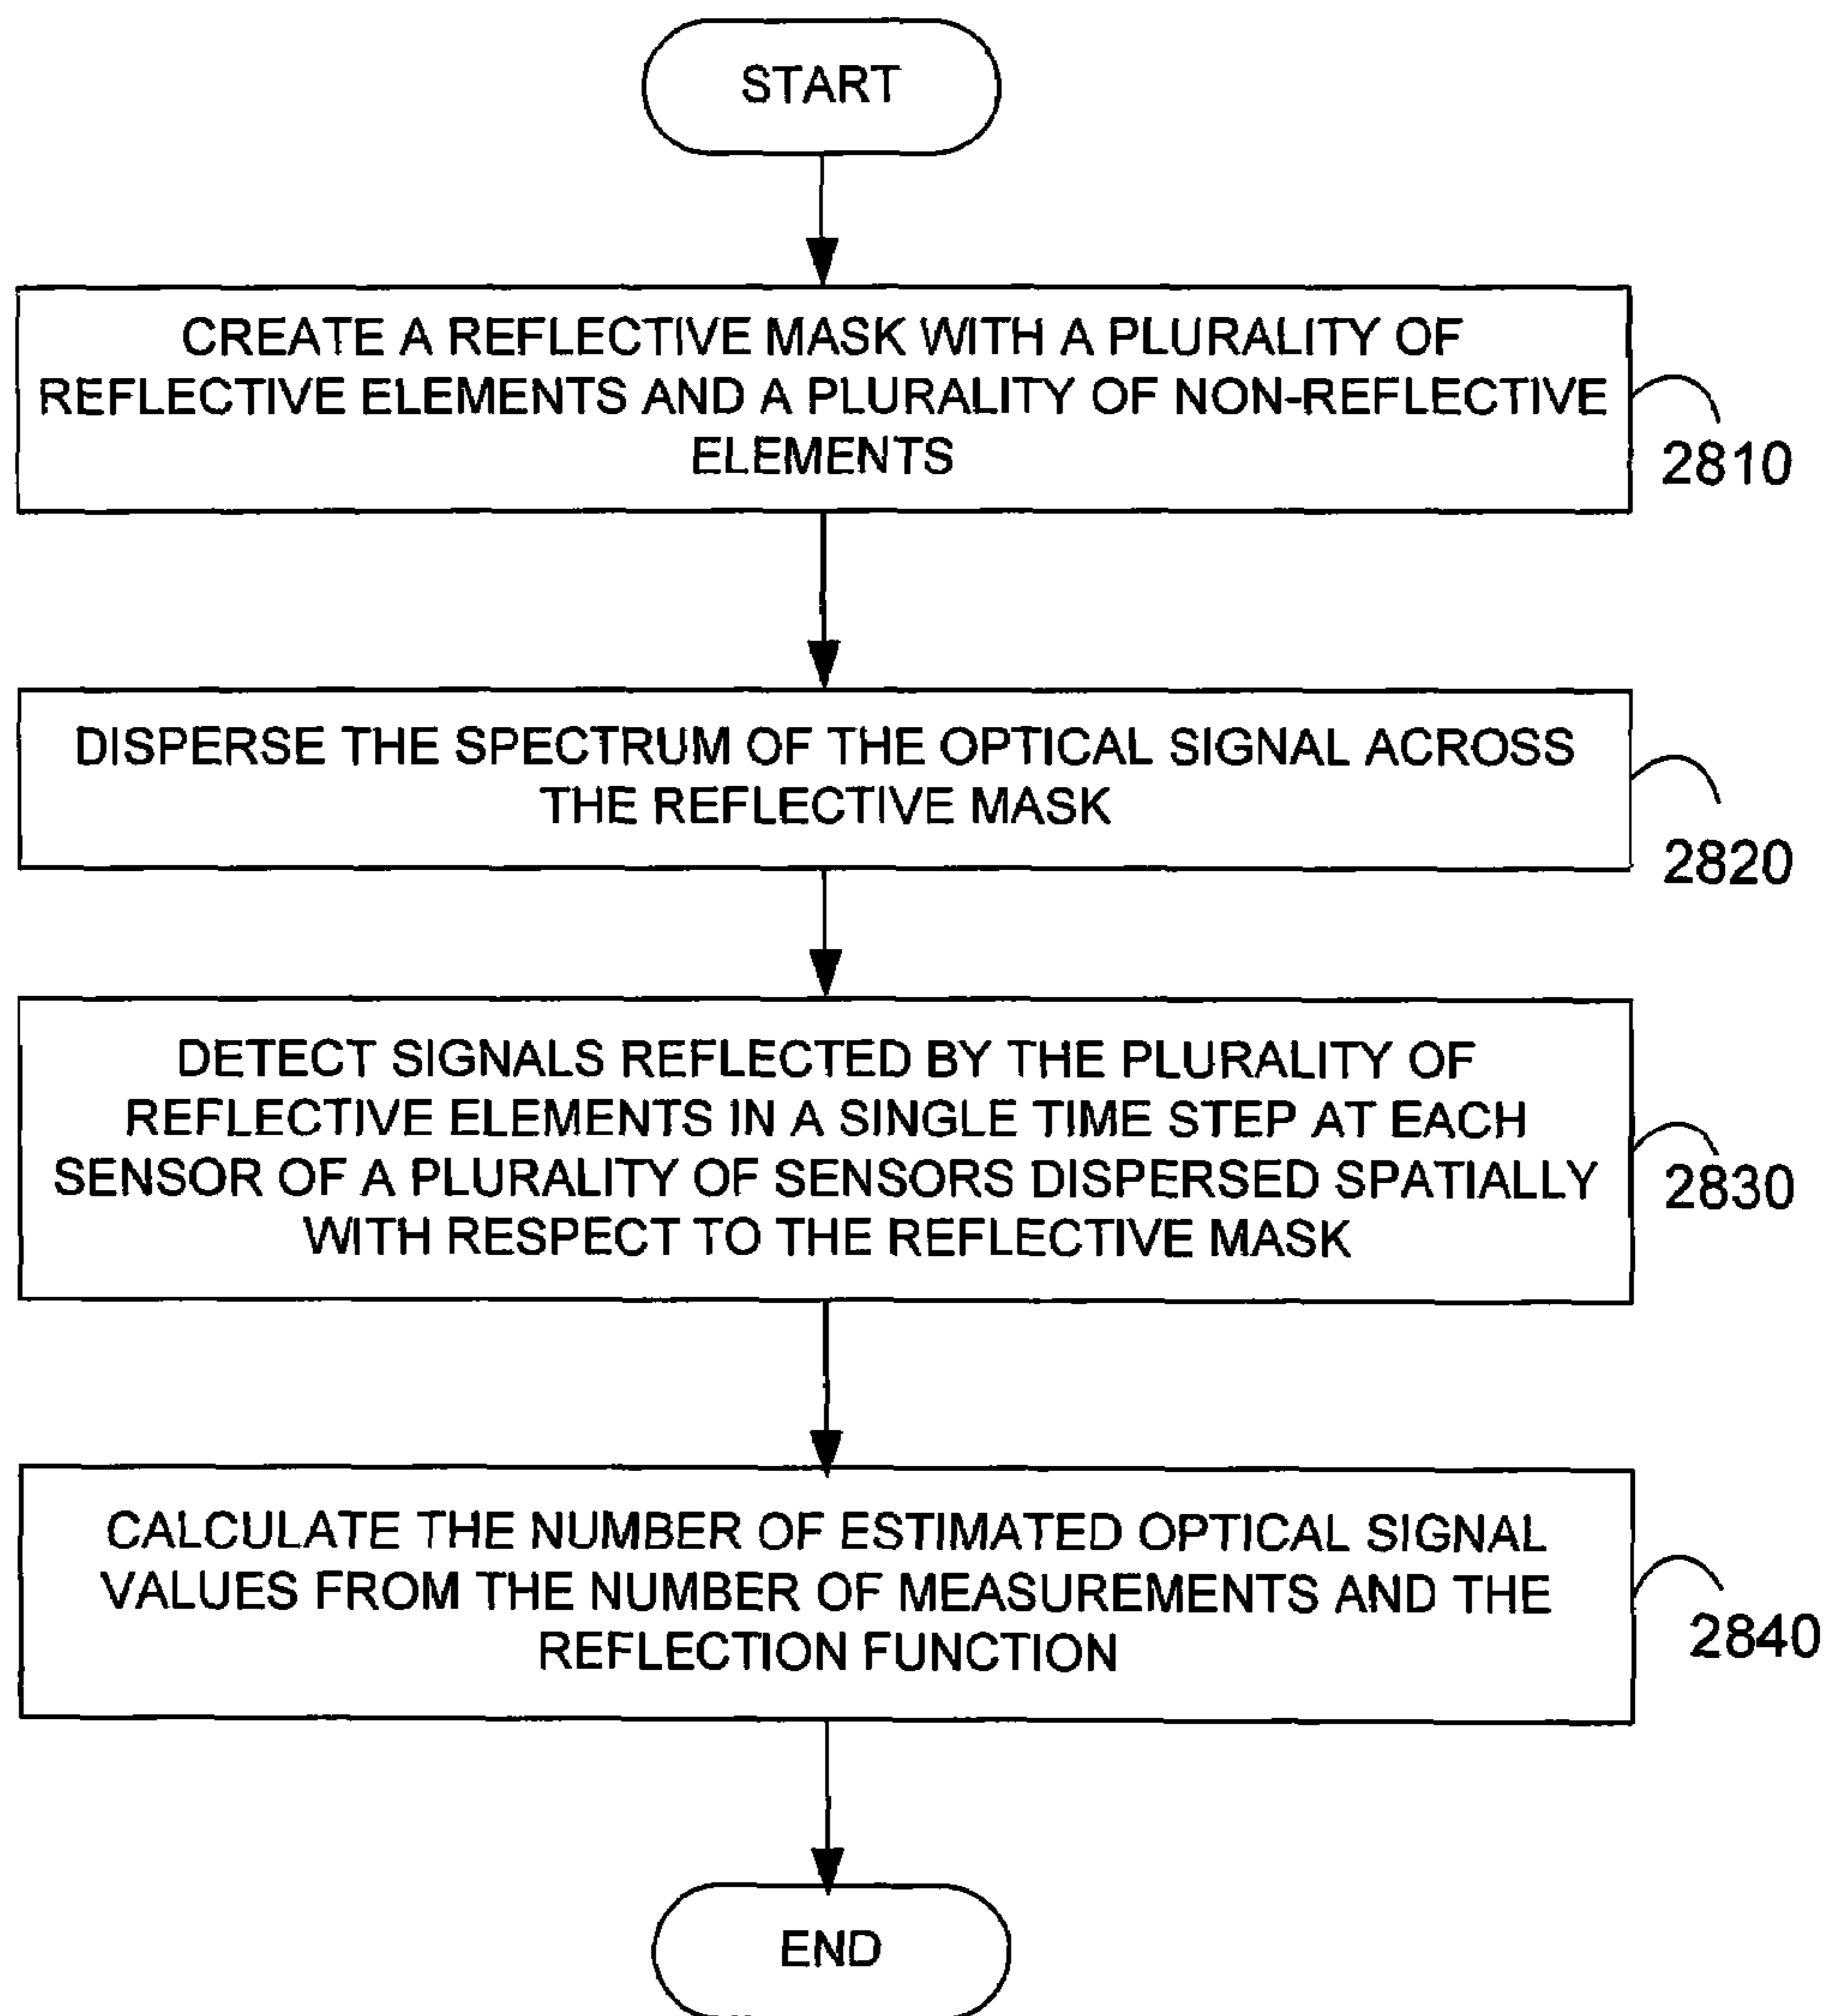 START
CREATE A REFLECTIVE MASK WITH A PLURALITY OF
REFLECTIVE ELEMENTS AND A PLURALITY OF NON-REFLECTIVE
ELEMENTS
2810
DISPERSE THE SPECTRUM OF THE OPTICAL SIGNAL ACROSS
THE REFLECTIVE MASK
2820
DETECT SIGNALS REFLECTED BY THE PLURALITY OF
REFLECTIVE ELEMENTS IN A SINGLE TIME STEP AT EACH
SENSOR OF A PLURALITY OF SENSORS DISPERSED SPATIALLY
WITH RESPECT TO THE REFLECTIVE MASK
2830
CALCULATE THE NUMBER OF ESTIMATED OPTICAL SIGNAL
VALUES FROM THE NUMBER OF MEASUREMENTS AND THE
REFLECTION FUNCTION
2840
END